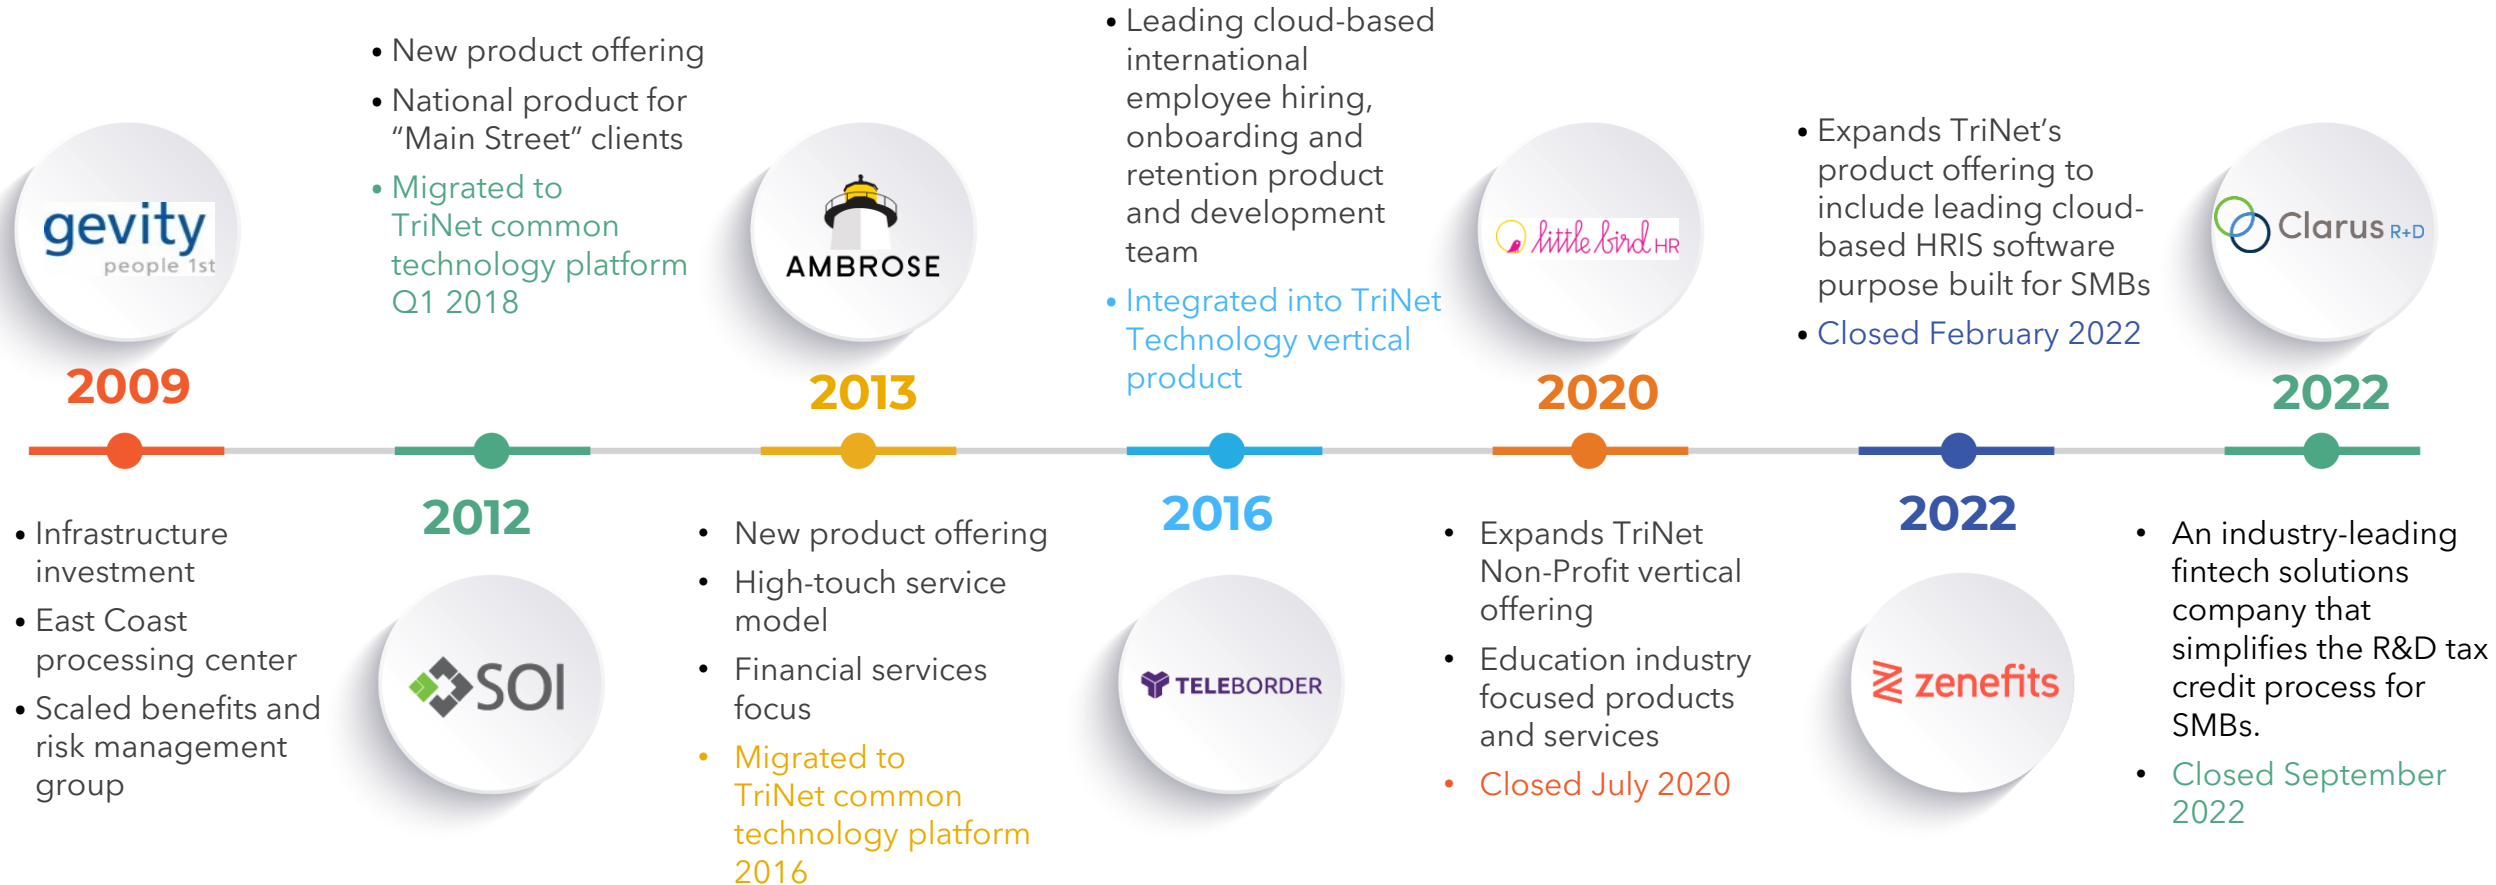 gevity
people 1st
2009
• Infrastructure
investment
• East Coast
processing center
• Scaled benefits and
risk management
group
• New product offering
• National product for
“Main Street” clients
• Migrated to
TriNet common
technology platform
Q1 2018
2012
SOI
AMBROSE
2013
• New product offering
• High-touch service
model
• Financial services
focus
• Migrated to
TriNet common
technology platform
2016
• Leading cloud-based
international
employee hiring,
onboarding and
retention product
and development
team
• Integrated into TriNet
Technology vertical
product
2016
TELEBORDER
little bird HR
2020
• Expands TriNet
Non-Profit vertical
offering
• Education industry
focused products
and services
• Closed July 2020
• Expands TriNet’s
product offering to
include leading cloud-
based HRIS software
purpose built for SMBs
• Closed February 2022
2022
zenefits
Clarus R+D
2022
• An industry-leading
fintech solutions
company that
simplifies the R&D tax
credit process for
SMBs.
• Closed September
2022